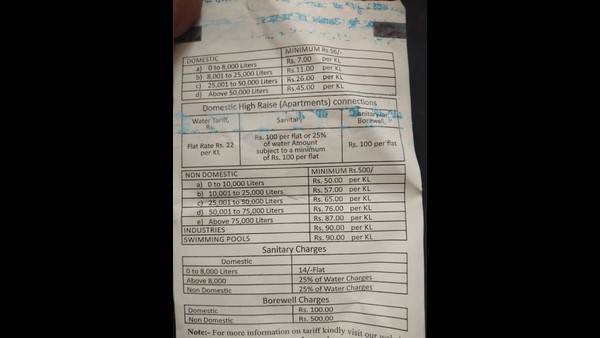 DOMESTIC MINIMUM Rs.56/-
a) 0 to 8,000 Liters Rs. 7.00 per KL
b) 8,001 to 25,000 Liters Rs.11.00 per KL
c) 25,001 to 50,000 Liters Rs.26.00 per KL
d) Above 50,000 Liters Rs.45.00 per KL
Domestic High Raise (Apartments) connections
Water Tariff, Rs. Sanitary Sanitary for Borewell,
Flat Rate Rs. 22 per KL Rs. 100 per flat or 25% of water Amount subject to a minimum of Rs. 100 per flat Rs. 100 per flat
NON DOMESTIC MINIMUM Rs.500/
a) 0 to 10,000 Liters Rs. 50.00 per KL
b) 10,001 to 25,000 Liters Rs. 57.00 per KL
c) 25,001 to 50,000 Liters Rs. 65.00 per KL
d) 50,001 to 75,000 Liters Rs. 76.00 per KL
e) Above 75,000 Liters Rs. 87.00 per KL
INDUSTRIES Rs. 90.00 per KL
SWIMMING POOLS Rs. 90.00 per KL
Sanitary Charges
Domestic
0 to 8,000 Liters 14/-Flat
Above 8,000 25% of Water Charges
Non Domestic 25% of Water Charges
Borewell Charges
Domestic Rs. 100.00
Non Domestic Rs. 500.00
Note:- For more information on tariff kindly visit our